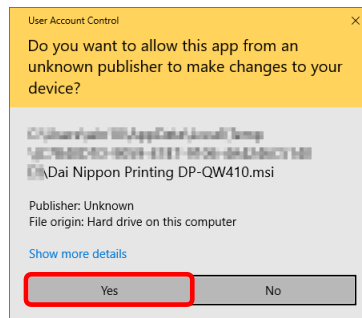 User Account Control
Do you want to allow this app from an
unknown publisher to make changes to your
device?
\Dai Nippon Printing DP-QW410.msi
Publisher: Unknown
File origin: Hard drive on this computer
Show more details
Yes
No